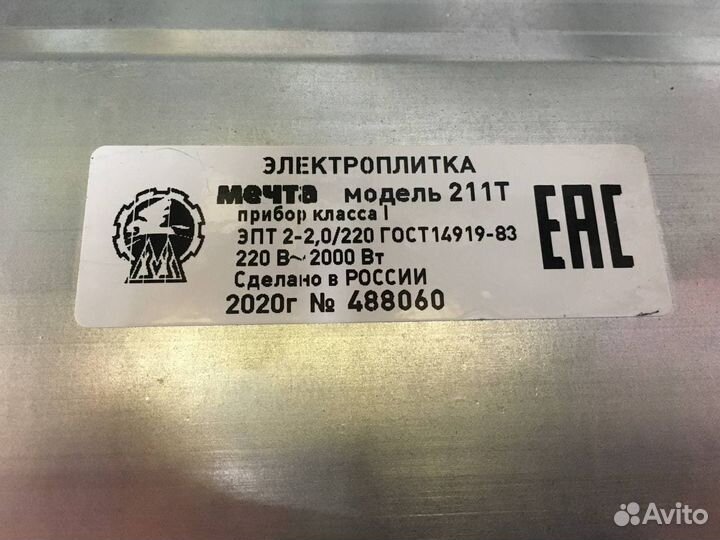 ЭЛЕКТРОПЛИТКА
мечта модель 211Т
прибор класса I
ЭПТ 2-2,0/220 ГОСТ14919-83
220 В~ 2000 Вт
Сделано в РОССИИ
2020г № 488060
ЕАС
Avito